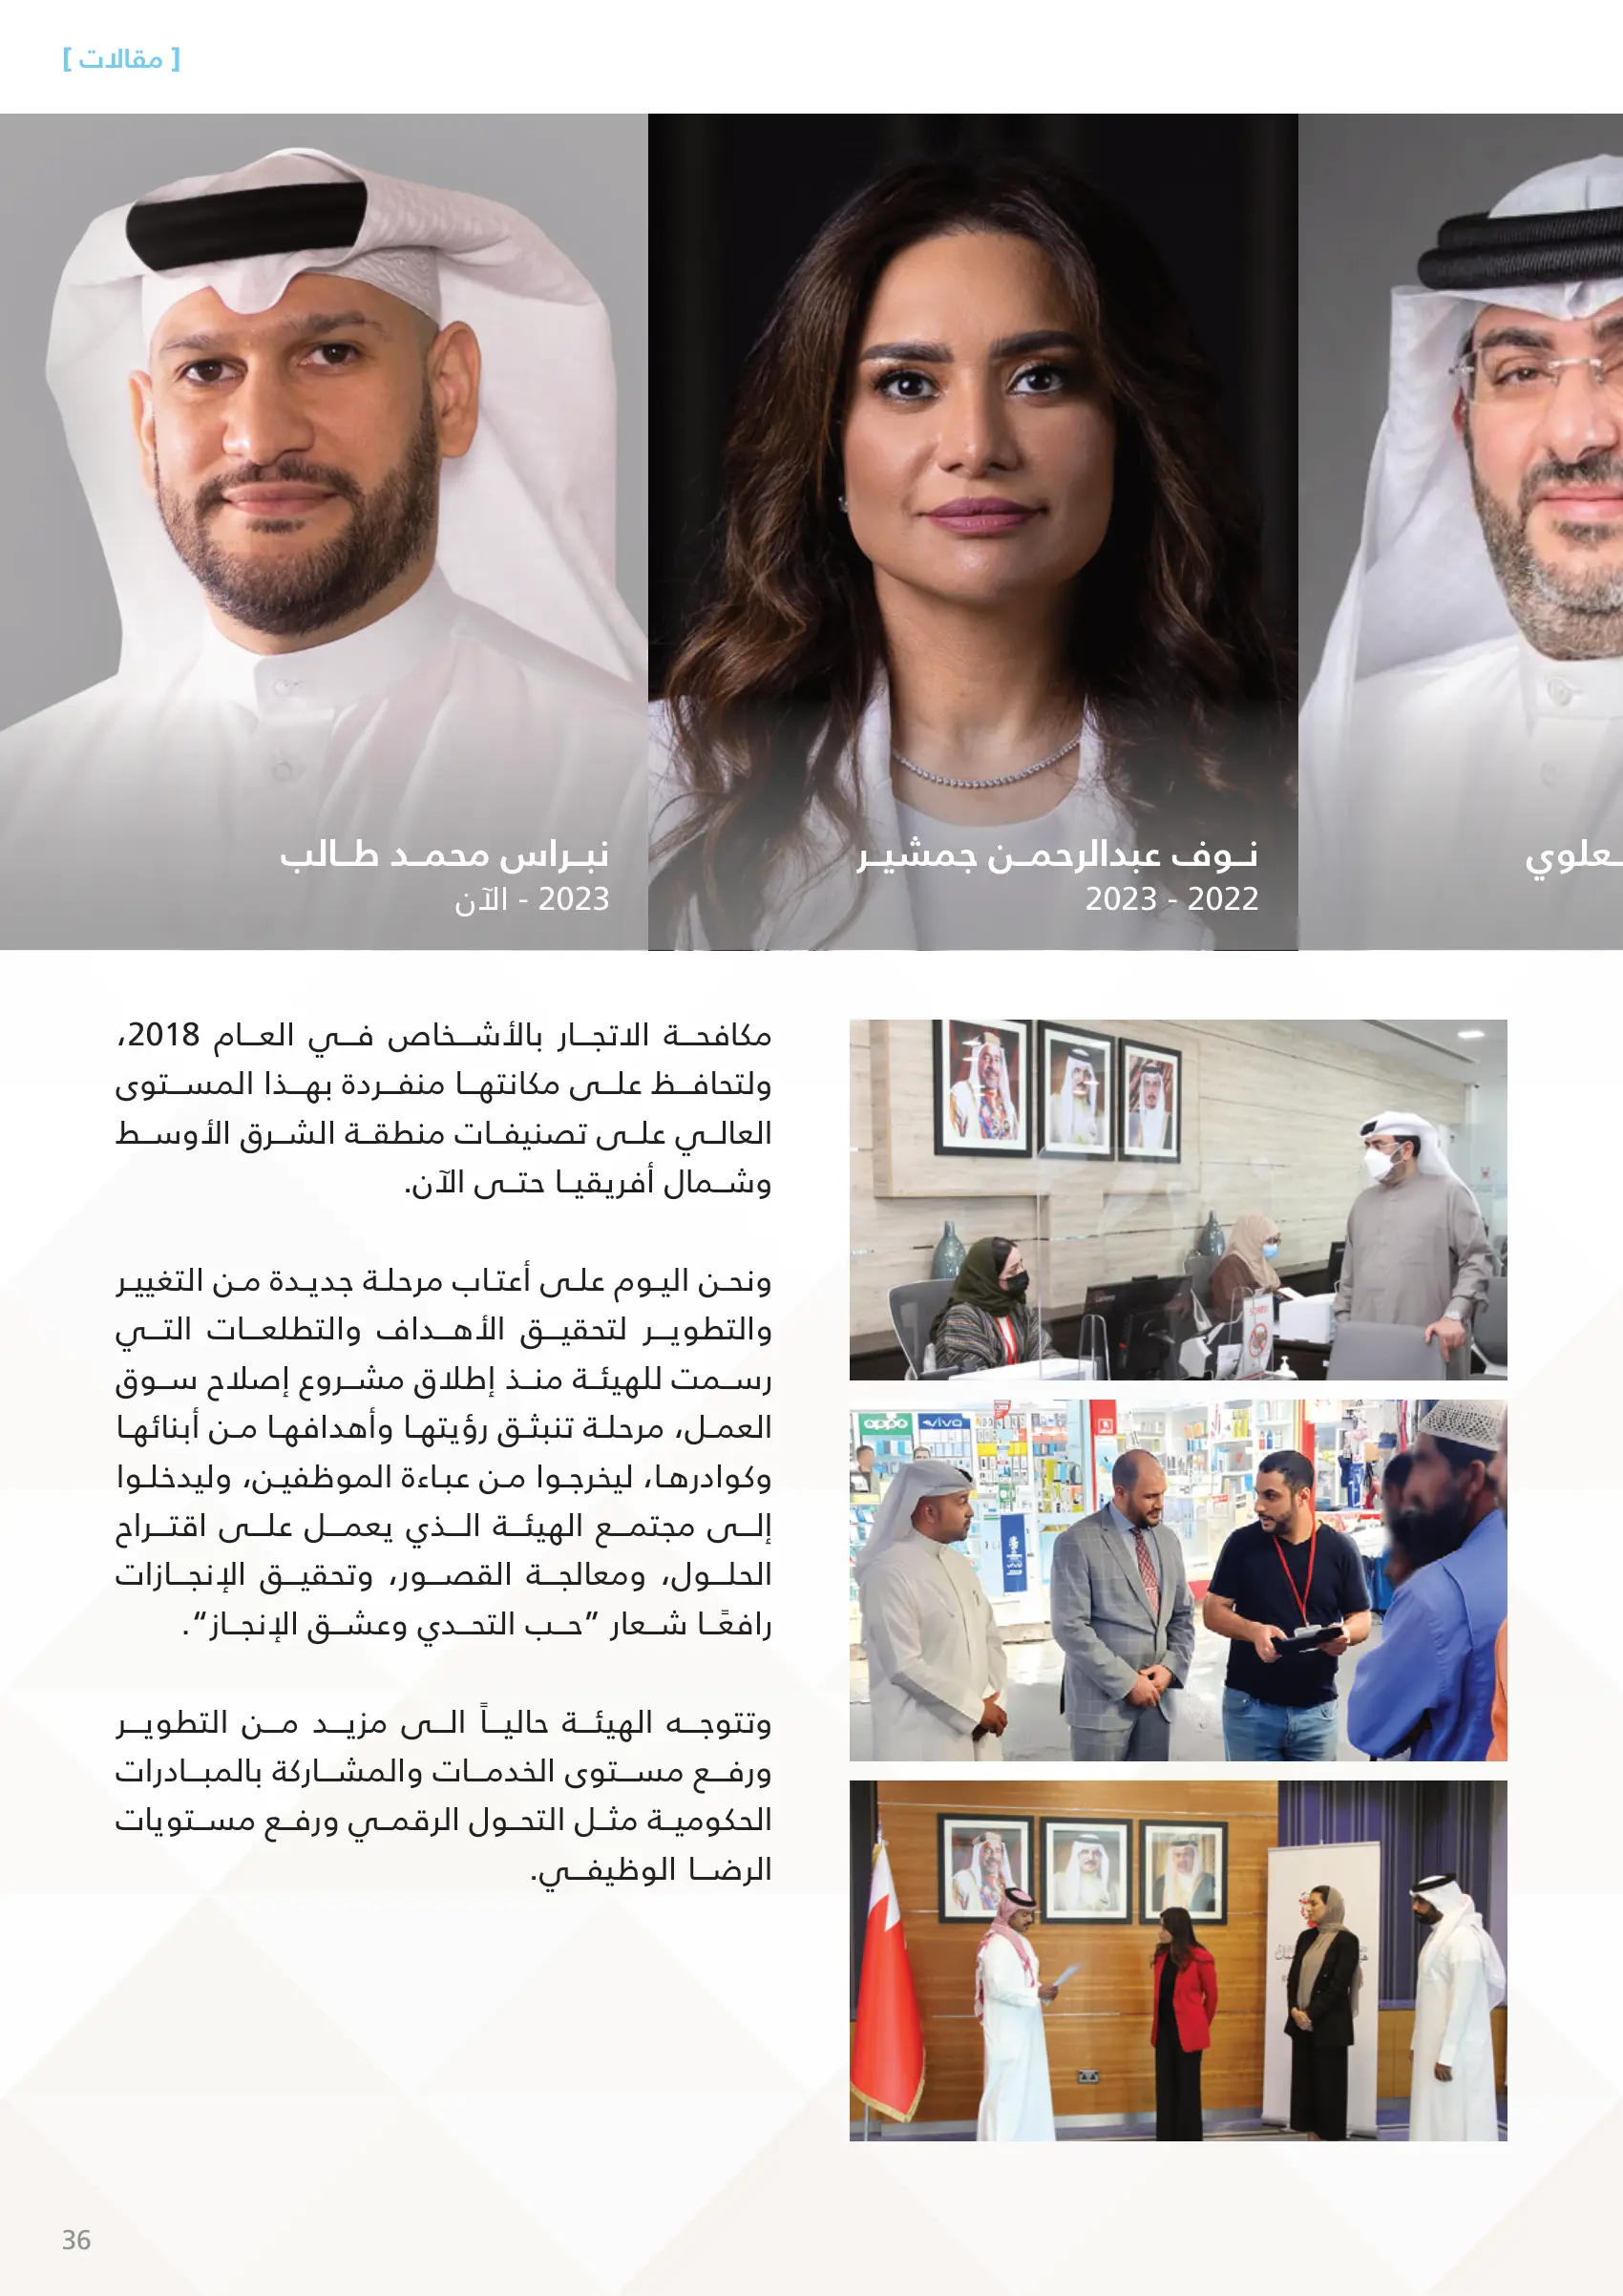 [ مقالات ]
علوي
نوف عبدالرحمن جمشير
2022 - 2023
نبراس محمد طالب
2023 - الآن
مكافحة الاتجار بالأشخاص في العام 2018،
ولتحافظ على مكانتها منفردة بهذا المستوى
العالي على تصنيفات منطقة الشرق الأوسط
وشمال أفريقيا حتى الآن.
ونحن اليوم على أعتاب مرحلة جديدة من التغيير
والتطوير لتحقيق الأهداف والتطلعات التي
رسمت للهيئة منذ إطلاق مشروع إصلاح سوق
العمل، مرحلة تنبثق رؤيتها وأهدافها من أبنائها
وكوادرها، ليخرجوا من عباءة الموظفين، وليدخلوا
إلى مجتمع الهيئة الذي يعمل على اقتراح
الحلول، ومعالجة القصور، وتحقيق الإنجازات
رافعًا شعار ”حب التحدي وعشق الإنجاز“.
وتتوجه الهيئة حالياً الى مزيد من التطوير
ورفع مستوى الخدمات والمشاركة بالمبادرات
الحكومية مثل التحول الرقمي ورفع مستويات
الرضا الوظيفي.
oppo
vivo
36